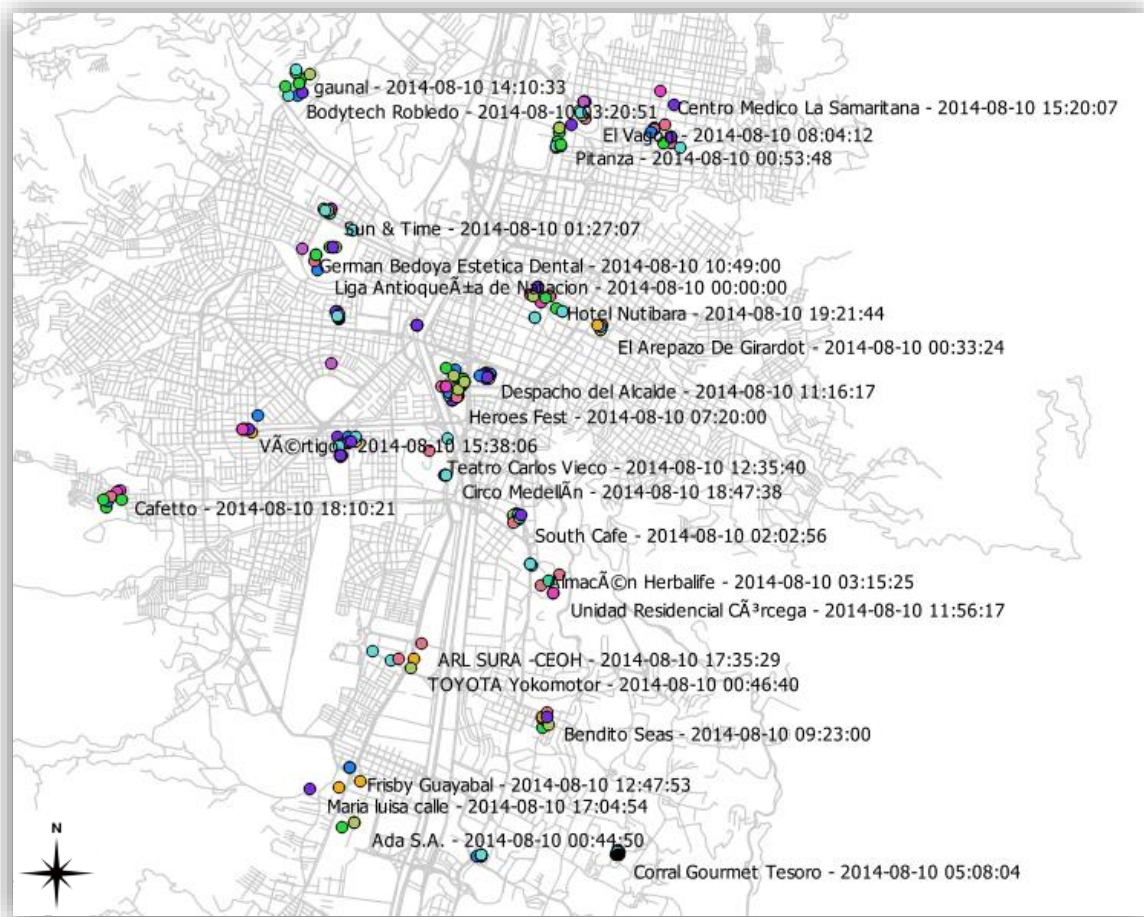 gaunal - 2014-08-10 14:10:33
Centro Medico La Samaritana - 2014-08-10 15:20:07
Bodytech Robledo - 2014-08-10 03:20:51
El Vagon - 2014-08-10 08:04:12
Pitanza - 2014-08-10 00:53:48
Sun & Time - 2014-08-10 01:27:07
German Bedoya Estetica Dental - 2014-08-10 10:49:00
Liga AntioqueÃ±a de Natacion - 2014-08-10 00:00:00
Hotel Nutibara - 2014-08-10 19:21:44
El Arepazo De Girardot - 2014-08-10 00:33:24
Despacho del Alcalde - 2014-08-10 11:16:17
Heroes Fest - 2014-08-10 07:20:00
VÃ©rtigo - 2014-08-10 15:38:06
Teatro Carlos Vieco - 2014-08-10 12:35:40
Circo MedellÃ­n - 2014-08-10 18:47:38
Cafetto - 2014-08-10 18:10:21
South Cafe - 2014-08-10 02:02:56
AlmacÃ©n Herbalife - 2014-08-10 03:15:25
Unidad Residencial CÃ³rcega - 2014-08-10 11:56:17
ARL SURA -CEOH - 2014-08-10 17:35:29
TOYOTA Yokomotor - 2014-08-10 00:46:40
Bendito Seas - 2014-08-10 09:23:00
Frisby Guayabal - 2014-08-10 12:47:53
Maria luisa calle - 2014-08-10 17:04:54
N
Ada S.A. - 2014-08-10 00:44:50
Corral Gourmet Tesoro - 2014-08-10 05:08:04